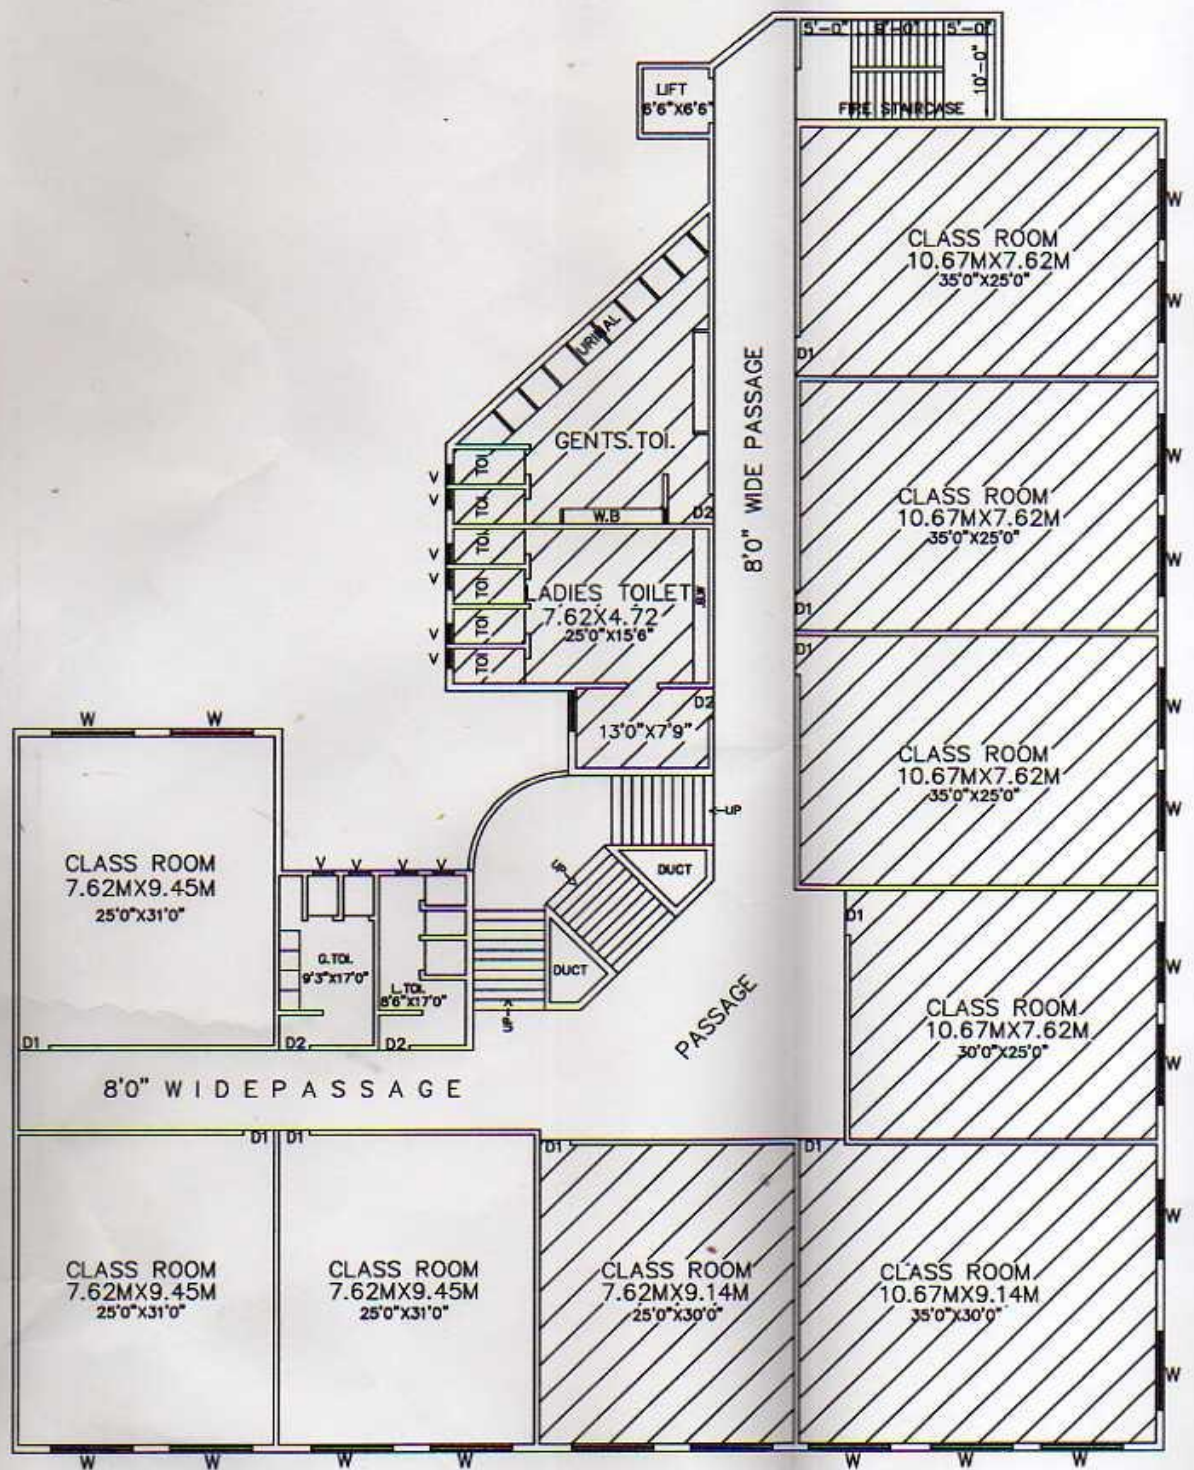 5'-0" 8'-0" 5'-0"
10'-0"
FIRE STAIRCASE
LIFT
6'6"X6'6"
CLASS ROOM
10.67MX7.62M
35'0"X25'0"
W
W
D1
URINAL
8'0" WIDE PASSAGE
GENTS.TOI.
TOI
TOI
V
V
W.B
D2
CLASS ROOM
10.67MX7.62M
35'0"X25'0"
W
W
D1
TOI
TOI
TOI
TOI
V
V
V
V
LADIES TOILET
7.62X4.72
25'0"X15'6"
D1
D2
13'0"X7'9"
CLASS ROOM
10.67MX7.62M
35'0"X25'0"
W
W
W W
CLASS ROOM
7.62MX9.45M
25'0"X31'0"
D1
V V V V
G.TOI.
9'3"X17'0"
D2
L.TOI.
8'6"X17'0"
D2
UP
UP
UP
DUCT
DUCT
PASSAGE
D1
CLASS ROOM
10.67MX7.62M
30'0"X25'0"
W
W
8'0" WIDE PASSAGE
D1 D1 D1 D1
CLASS ROOM
7.62MX9.45M
25'0"X31'0"
CLASS ROOM
7.62MX9.45M
25'0"X31'0"
CLASS ROOM
7.62MX9.14M
25'0"X30'0"
CLASS ROOM
10.67MX9.14M
35'0"X30'0"
W
W
W W W W W W W